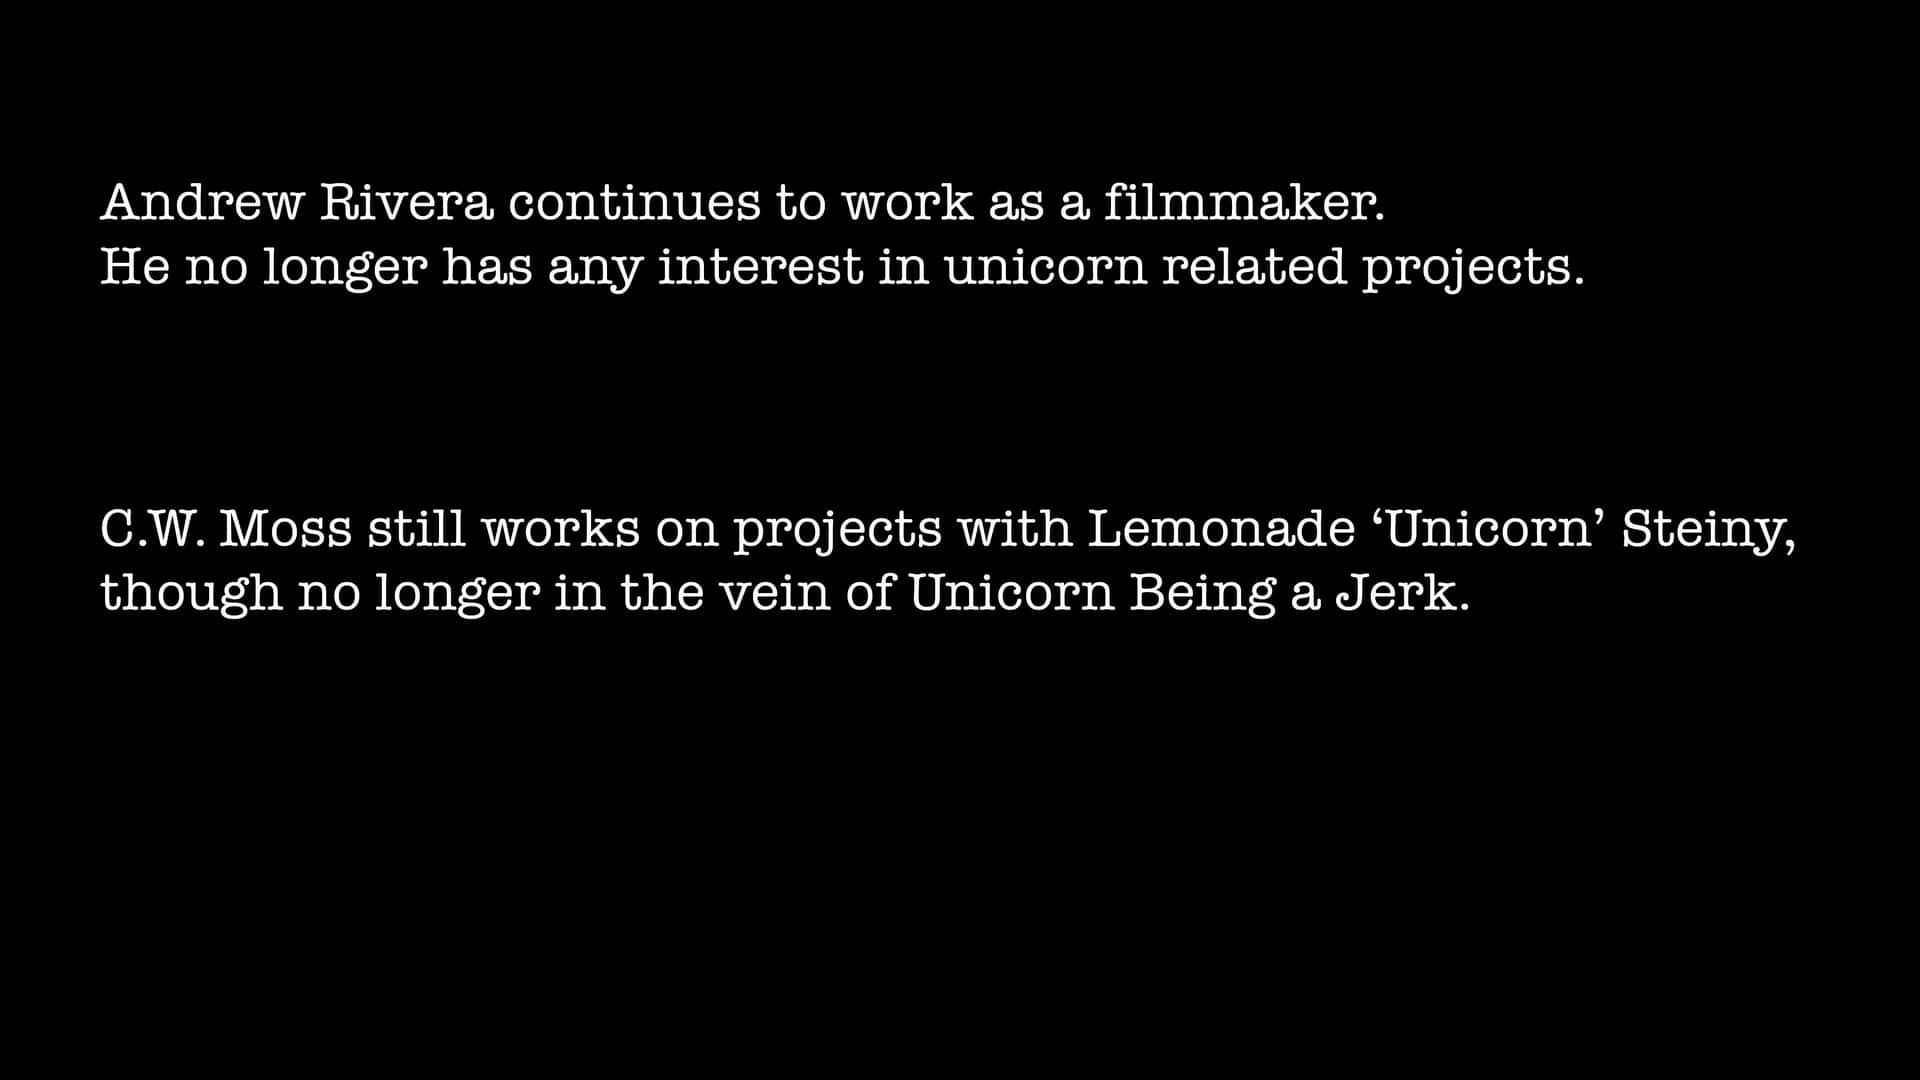 Andrew Rivera continues to work as a filmmaker.
He no longer has any interest in unicorn related projects.
C.W. Moss still works on projects with Lemonade ‘Unicorn’ Steiny,
though no longer in the vein of Unicorn Being a Jerk.